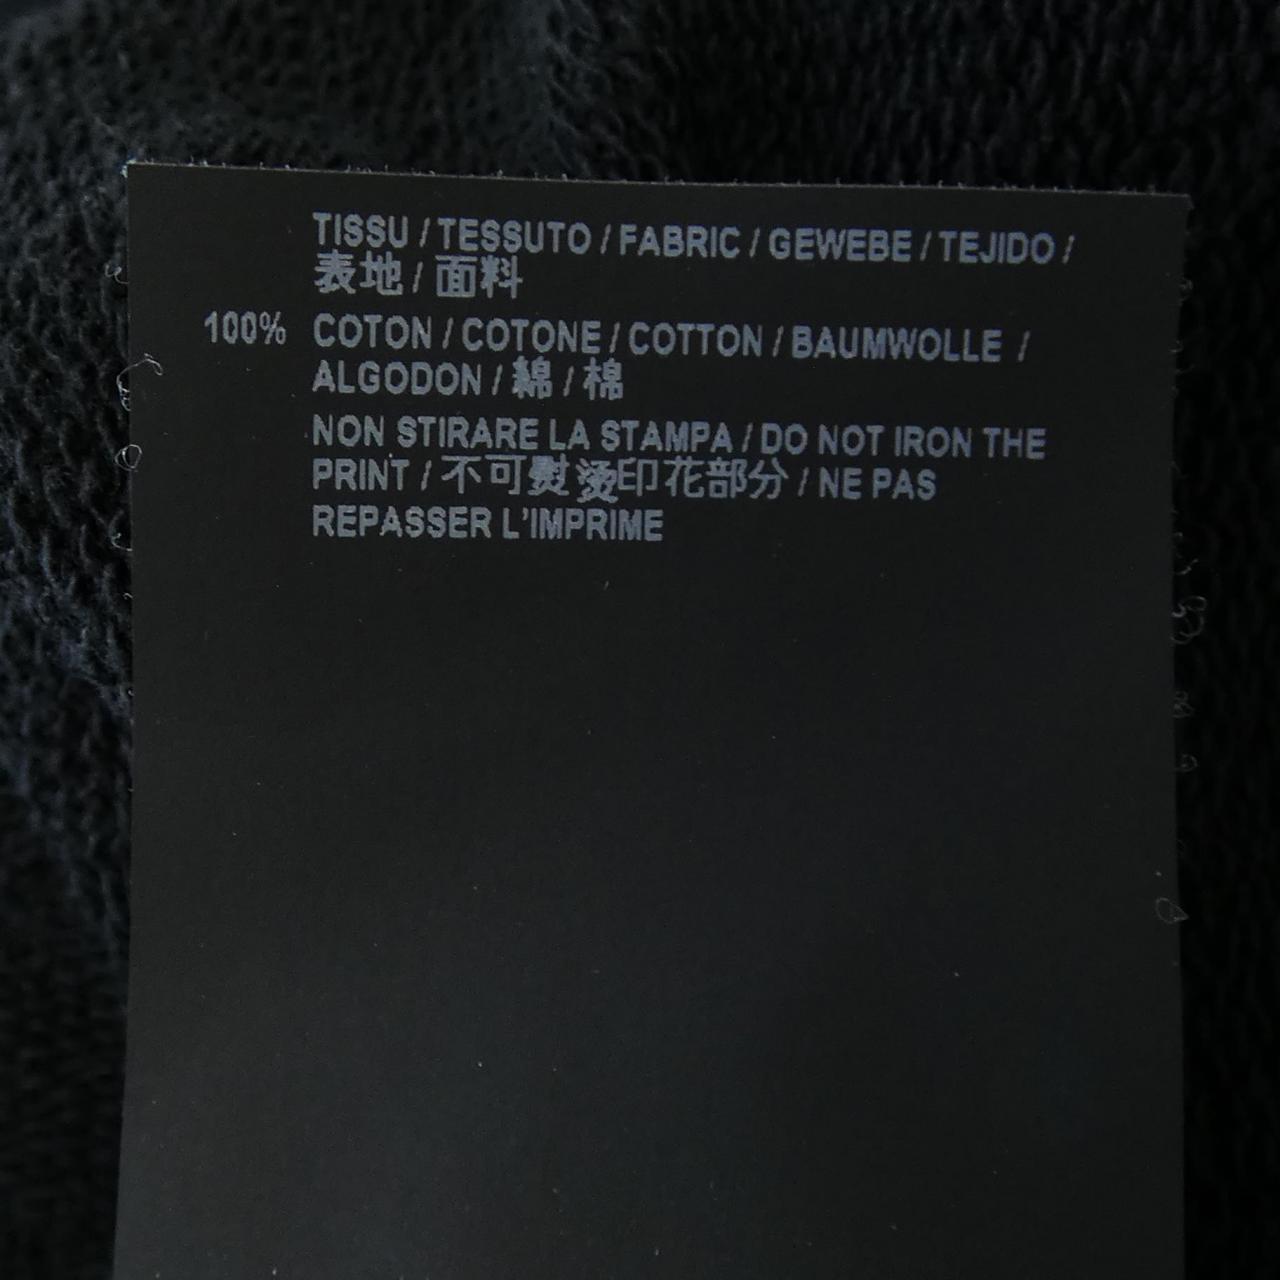 TISSU / TESSUTO / FABRIC / GEWEBE / TEJIDO /
表地 / 面料
100% COTON / COTONE / COTTON / BAUMWOLLE /
ALGODON / 綿 / 棉
NON STIRARE LA STAMPA / DO NOT IRON THE
PRINT / 不可熨烫印花部分 / NE PAS
REPASSER L'IMPRIME